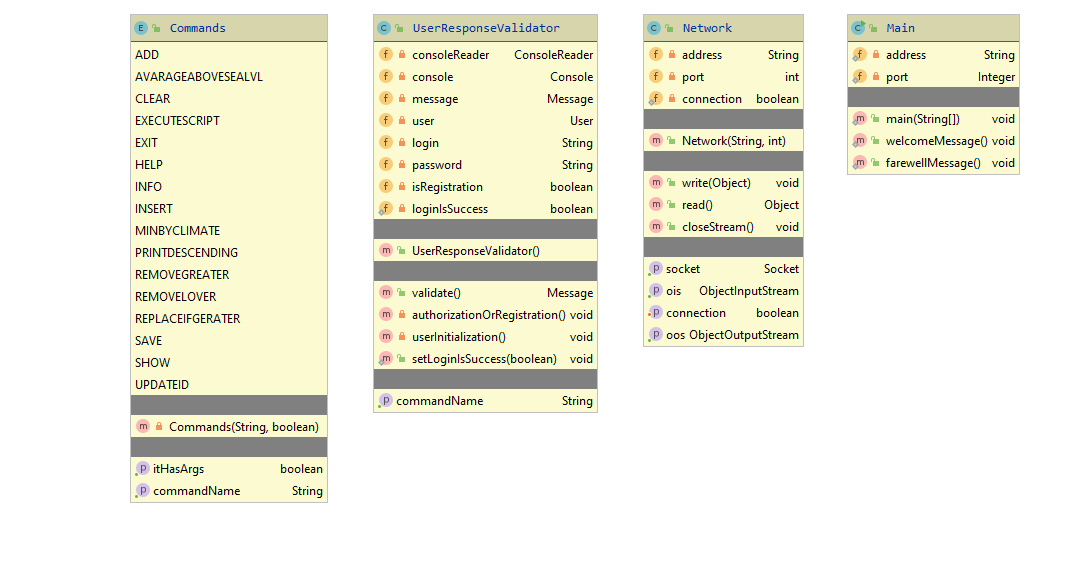 Commands
ADD
AVARAGEABOVESEALVL
CLEAR
EXECUTESCRIPT
EXIT
HELP
INFO
INSERT
MINBYCLIMATE
PRINTDESCENDING
REMOVEGREATER
REMOVELOVER
REPLACEIFGERATER
SAVE
SHOW
UPDATEID
Commands(String, boolean)
itHasArgs boolean
commandName String
UserResponseValidator
consoleReader ConsoleReader
console Console
message Message
user User
login String
password String
isRegistration boolean
loginIsSuccess boolean
UserResponseValidator()
validate() Message
authorizationOrRegistration() void
userInitialization() void
setLoginIsSuccess(boolean) void
commandName String
Network
address String
port int
connection boolean
Network(String, int)
write(Object) void
read() Object
closeStream() void
socket Socket
ois ObjectInputStream
connection boolean
oos ObjectOutputStream
Main
address String
port Integer
main(String[]) void
welcomeMessage() void
farewellMessage() void